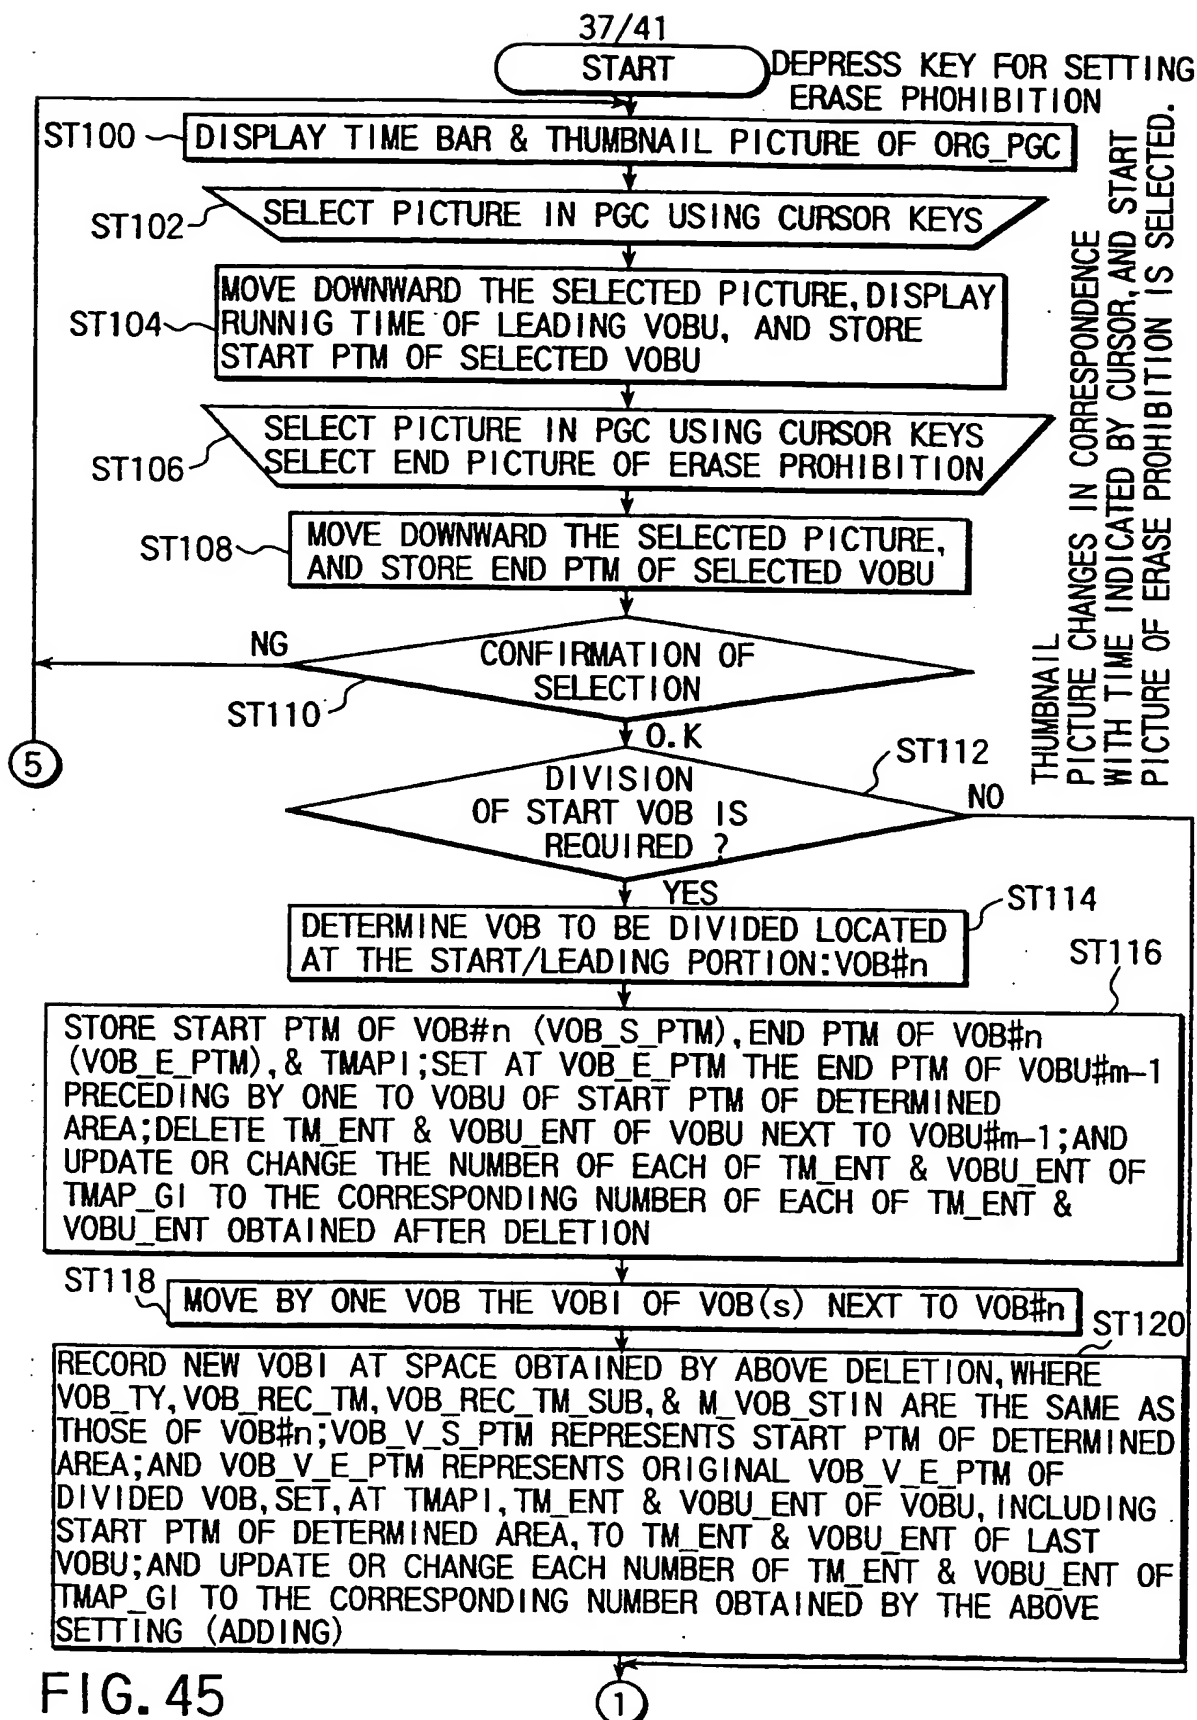 37/41
START
DEPRESS KEY FOR SETTING
ERASE PHOHIBITION
ST100
DISPLAY TIME BAR & THUMBNAIL PICTURE OF ORG_PGC
ST102
SELECT PICTURE IN PGC USING CURSOR KEYS
THUMBNAIL
PICTURE CHANGES IN CORRESPONDENCE
WITH TIME INDICATED BY CURSOR, AND START
PICTURE OF ERASE PROHIBITION IS SELECTED.
ST104
MOVE DOWNWARD THE SELECTED PICTURE, DISPLAY
RUNNIG TIME OF LEADING VOBU, AND STORE
START PTM OF SELECTED VOBU
ST106
SELECT PICTURE IN PGC USING CURSOR KEYS
SELECT END PICTURE OF ERASE PROHIBITION
ST108
MOVE DOWNWARD THE SELECTED PICTURE,
AND STORE END PTM OF SELECTED VOBU
NG
CONFIRMATION OF
SELECTION
ST110
O.K
5
ST112
DIVISION
OF START VOB IS
REQUIRED ?
NO
YES
ST114
DETERMINE VOB TO BE DIVIDED LOCATED
AT THE START/LEADING PORTION:VOB#n
ST116
STORE START PTM OF VOB#n (VOB_S_PTM), END PTM OF VOB#n
(VOB_E_PTM), & TMAPI;SET AT VOB_E_PTM THE END PTM OF VOBU#m-1
PRECEDING BY ONE TO VOBU OF START PTM OF DETERMINED
AREA;DELETE TM_ENT & VOBU_ENT OF VOBU NEXT TO VOBU#m-1;AND
UPDATE OR CHANGE THE NUMBER OF EACH OF TM_ENT & VOBU_ENT OF
TMAP_GI TO THE CORRESPONDING NUMBER OF EACH OF TM_ENT &
VOBU_ENT OBTAINED AFTER DELETION
ST118
MOVE BY ONE VOB THE VOBI OF VOB(s) NEXT TO VOB#n
ST120
RECORD NEW VOBI AT SPACE OBTAINED BY ABOVE DELETION, WHERE
VOB_TY, VOB_REC_TM, VOB_REC_TM_SUB, & M_VOB_STIN ARE THE SAME AS
THOSE OF VOB#n;VOB_V_S_PTM REPRESENTS START PTM OF DETERMINED
AREA;AND VOB_V_E_PTM REPRESENTS ORIGINAL VOB_V_E_PTM OF
DIVIDED VOB, SET, AT TMAPI, TM_ENT & VOBU_ENT OF VOBU, INCLUDING
START PTM OF DETERMINED AREA, TO TM_ENT & VOBU_ENT OF LAST
VOBU;AND UPDATE OR CHANGE EACH NUMBER OF TM_ENT & VOBU_ENT OF
TMAP_GI TO THE CORRESPONDING NUMBER OBTAINED BY THE ABOVE
SETTING (ADDING)
1
FIG. 45